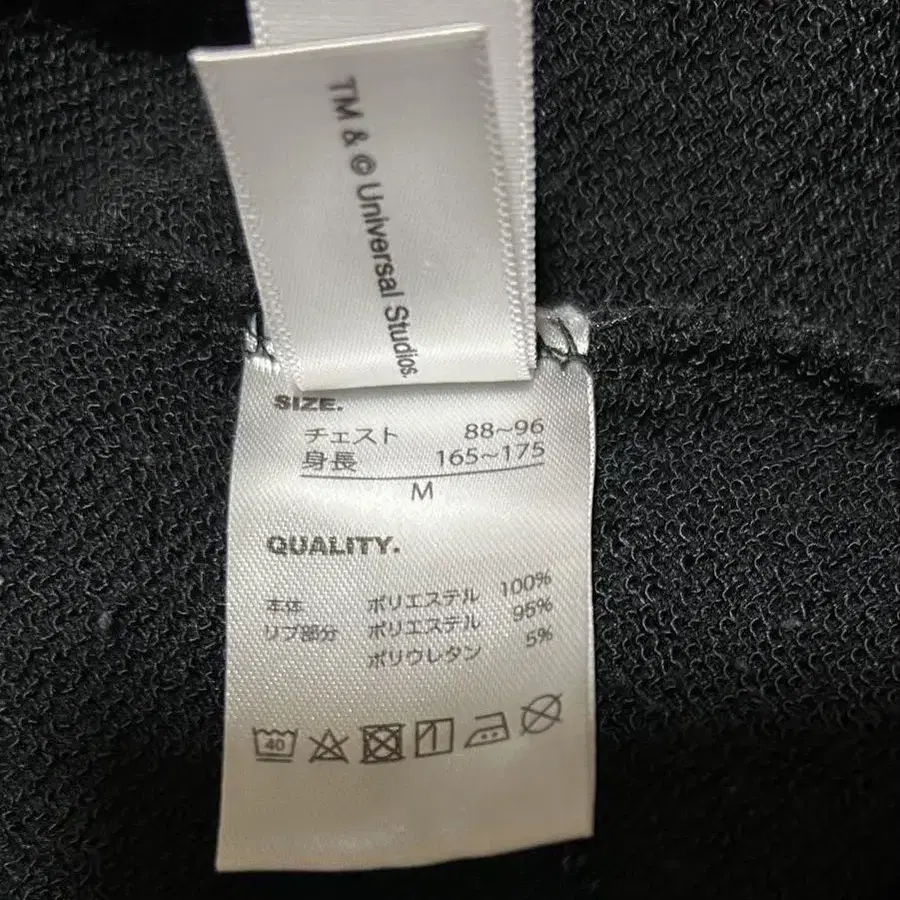 TM & © Universal Studios.
SIZE.
チェスト 88~96
身長 165~175
M
QUALITY.
本体 ポリエステル 100%
リブ部分 ポリエステル 95%
ポリウレタン 5%
40